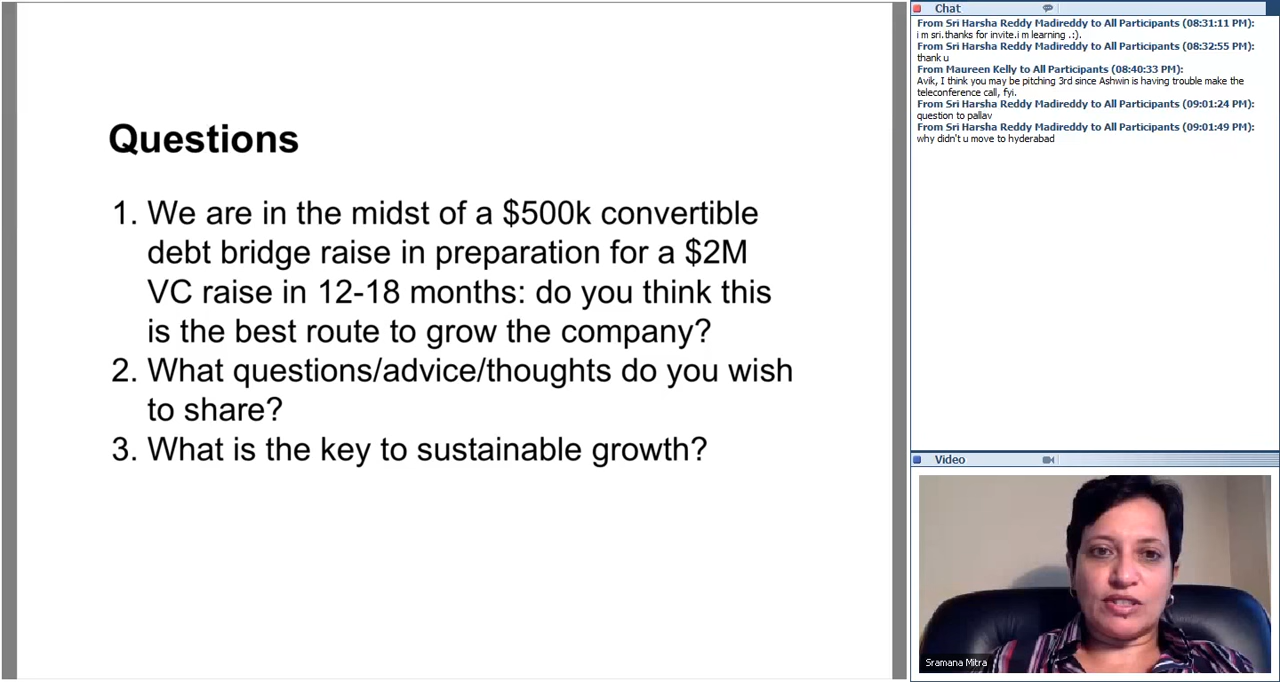 Questions
1. We are in the midst of a $500k convertible
debt bridge raise in preparation for a $2M
VC raise in 12-18 months: do you think this
is the best route to grow the company?
2. What questions/advice/thoughts do you wish
to share?
3. What is the key to sustainable growth?
Chat
From Sri Harsha Reddy Madireddy to All Participants (08:31:11 PM):
i m sri.thanks for invite.i m learning .:).
From Sri Harsha Reddy Madireddy to All Participants (08:32:55 PM):
thank u
From Maureen Kelly to All Participants (08:40:33 PM):
Avik, I think you may be pitching 3rd since Ashwin is having trouble make the
teleconference call, fyi.
From Sri Harsha Reddy Madireddy to All Participants (09:01:24 PM):
question to pallav
From Sri Harsha Reddy Madireddy to All Participants (09:01:49 PM):
why didn't u move to hyderabad
Video
Sramana Mitra